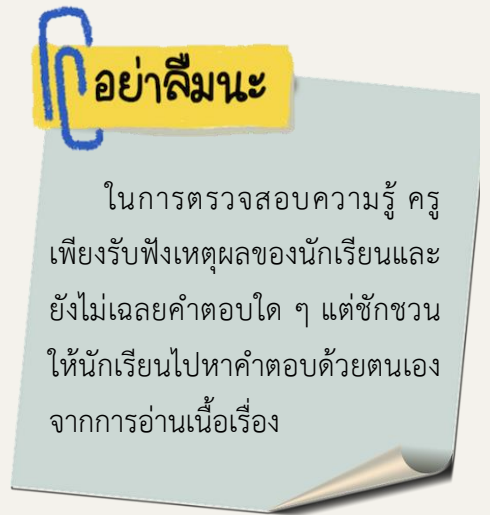 อย่าลืมนะ
ในการตรวจสอบความรู้ ครู
เพียงรับฟังเหตุผลของนักเรียนและ
ยังไม่เฉลยคำตอบใด ๆ แต่ชักชวน
ให้นักเรียนไปหาคำตอบด้วยตนเอง
จากการอ่านเนื้อเรื่อง